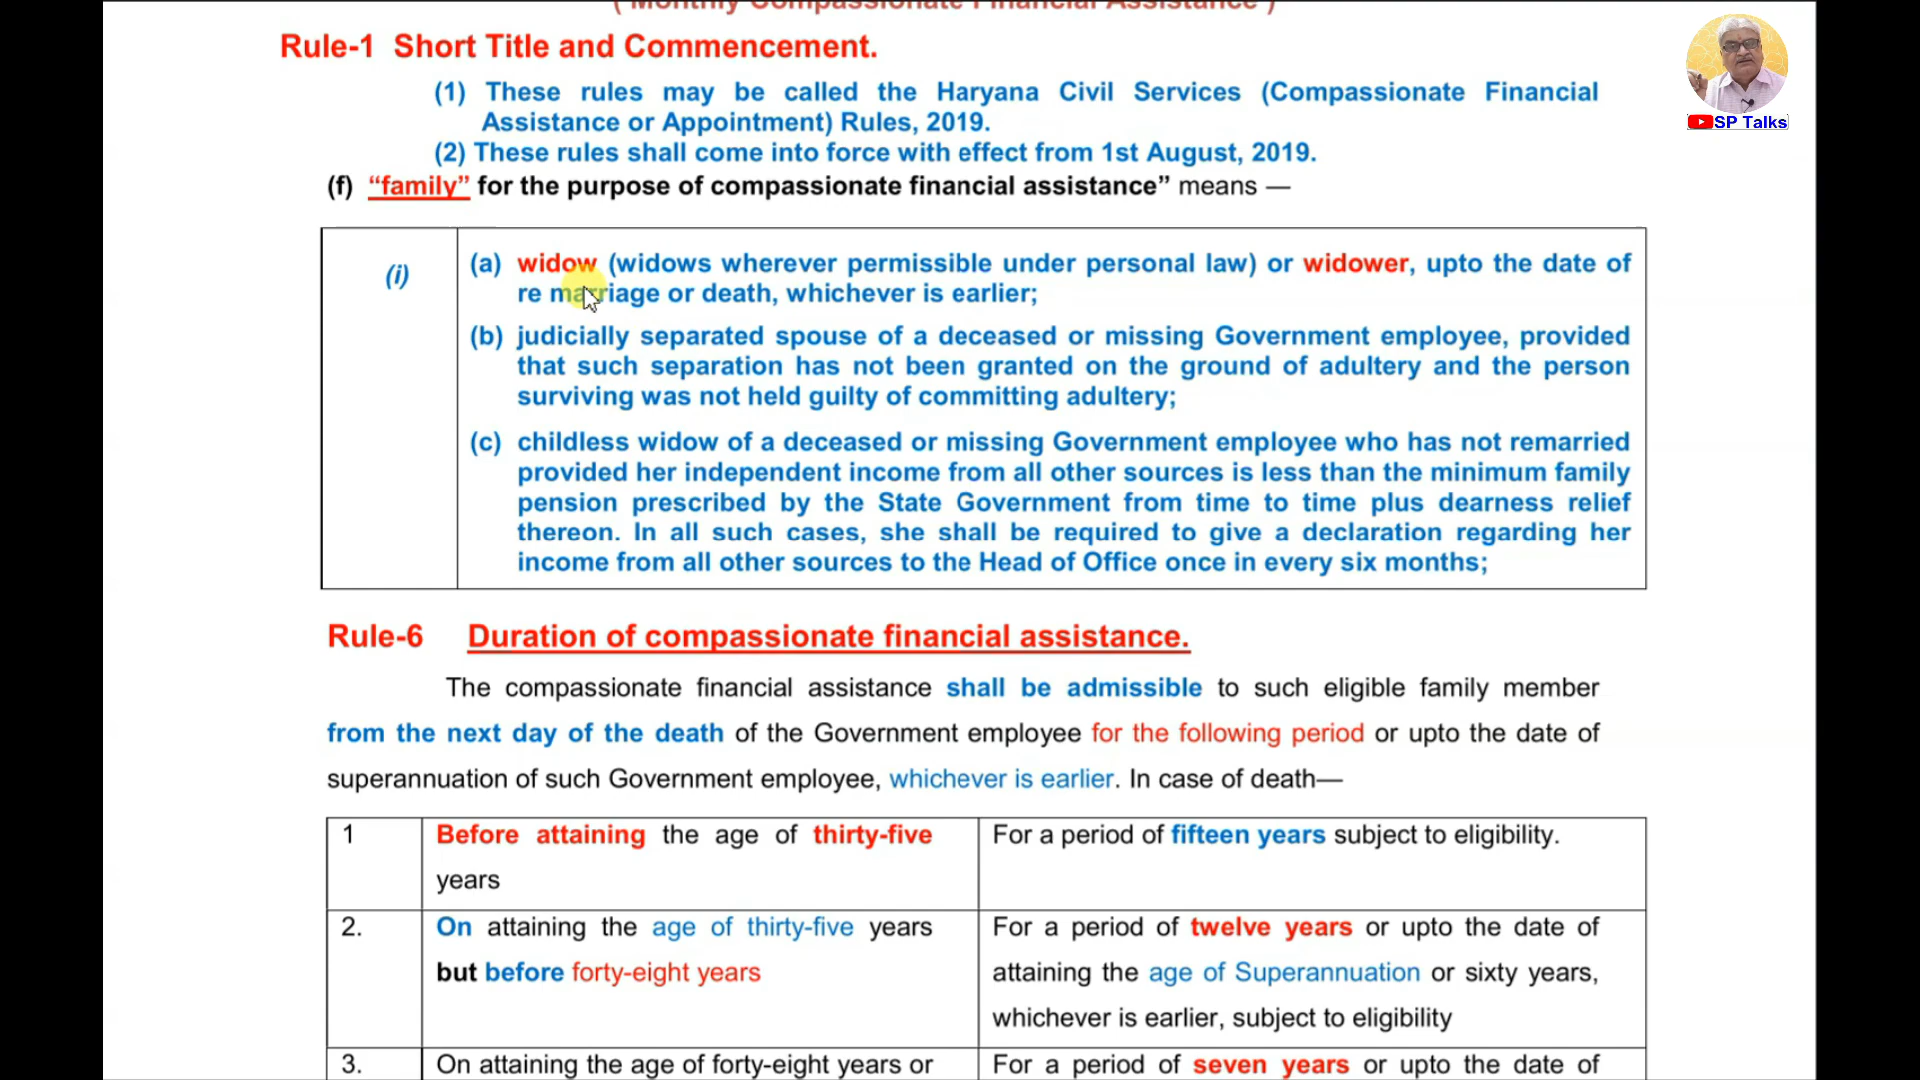 ( Monthly Compassionate Financial Assistance )
Rule-1 Short Title and Commencement.
(1) These rules may be called the Haryana Civil Services (Compassionate Financial
Assistance or Appointment) Rules, 2019.
(2) These rules shall come into force with effect from 1st August, 2019.
SP Talks
(f) “family” for the purpose of compassionate financial assistance” means —
(i)
(a) widow (widows wherever permissible under personal law) or widower, upto the date of
re marriage or death, whichever is earlier;
(b) judicially separated spouse of a deceased or missing Government employee, provided
that such separation has not been granted on the ground of adultery and the person
surviving was not held guilty of committing adultery;
(c) childless widow of a deceased or missing Government employee who has not remarried
provided her independent income from all other sources is less than the minimum family
pension prescribed by the State Government from time to time plus dearness relief
thereon. In all such cases, she shall be required to give a declaration regarding her
income from all other sources to the Head of Office once in every six months;
Rule-6 Duration of compassionate financial assistance.
The compassionate financial assistance shall be admissible to such eligible family member
from the next day of the death of the Government employee for the following period or upto the date of
superannuation of such Government employee, whichever is earlier. In case of death—
1
Before attaining the age of thirty-five
years
For a period of fifteen years subject to eligibility.
2.
On attaining the age of thirty-five years
but before forty-eight years
For a period of twelve years or upto the date of
attaining the age of Superannuation or sixty years,
whichever is earlier, subject to eligibility
3.
On attaining the age of forty-eight years or
For a period of seven years or upto the date of